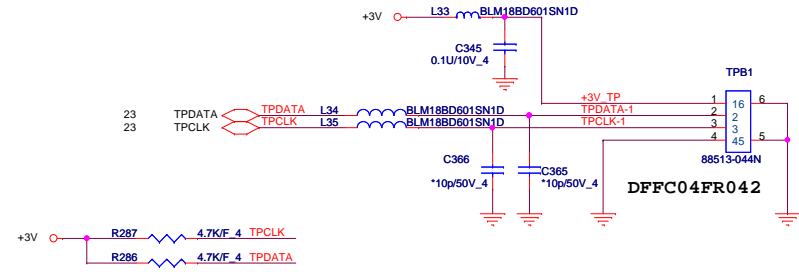 +3V L33 BLM18BD601SN1D
C345
0.1U/10V_4
TPB1
+3V_TP 1 16 6
23 TPDATA TPDATA L34 BLM18BD601SN1D TPDATA-1 2 2
23 TPCLK TPCLK L35 BLM18BD601SN1D TPCLK-1 3 3
4 45 5
88513-044N
C366 C365
*10p/50V_4 *10p/50V_4
DFFC04FR042
+3V R287 4.7K/F_4 TPCLK
R286 4.7K/F_4 TPDATA